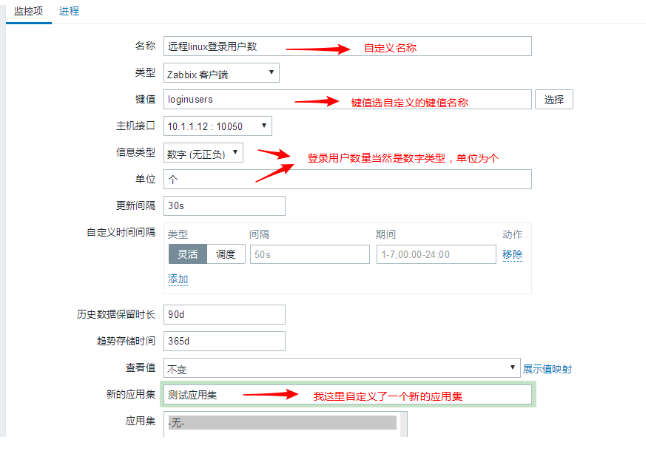 监控项 进程
名称 远程linux登录用户数 自定义名称
类型 Zabbix 客户端
键值 loginusers 键值选自定义的键值名称 选择
主机接口 10.1.1.12 : 10050
信息类型 数字 (无正负)
登录用户数量当然是数字类型，单位为个
单位 个
更新间隔 30s
自定义时间间隔 类型 间隔 期间 动作
灵活 调度 50s 1-7,00:00-24:00 移除
添加
历史数据保留时长 90d
趋势存储时间 365d
查看值 不变 展示值映射
新的应用集 测试应用集 我这里自定义了一个新的应用集
应用集 -无-